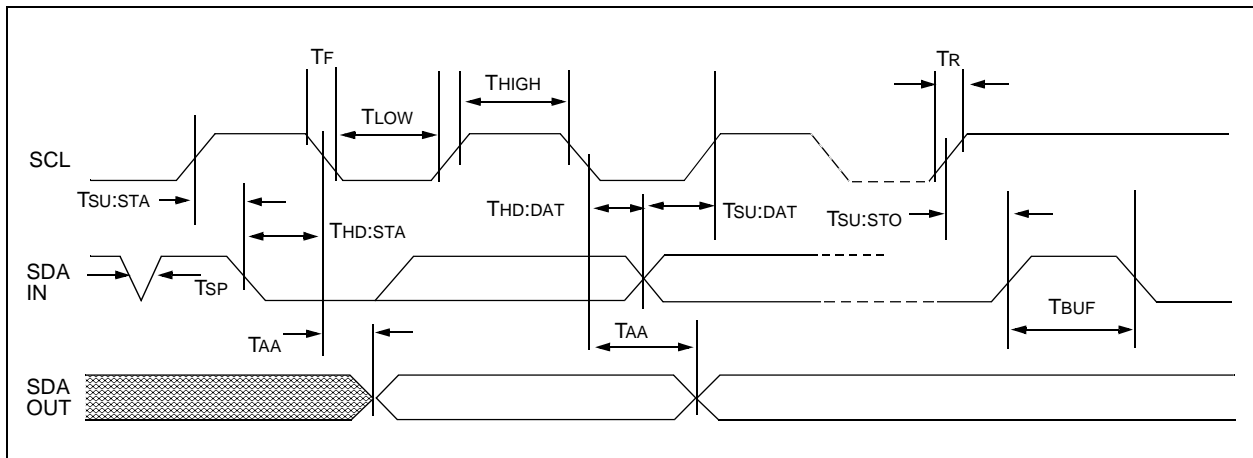 TF
TR
THIGH
TLOW
SCL
TSU:STA
THD:STA
THD:DAT
TSU:DAT
TSU:STO
SDA
IN
TSP
TBUF
TAA
TAA
SDA
OUT